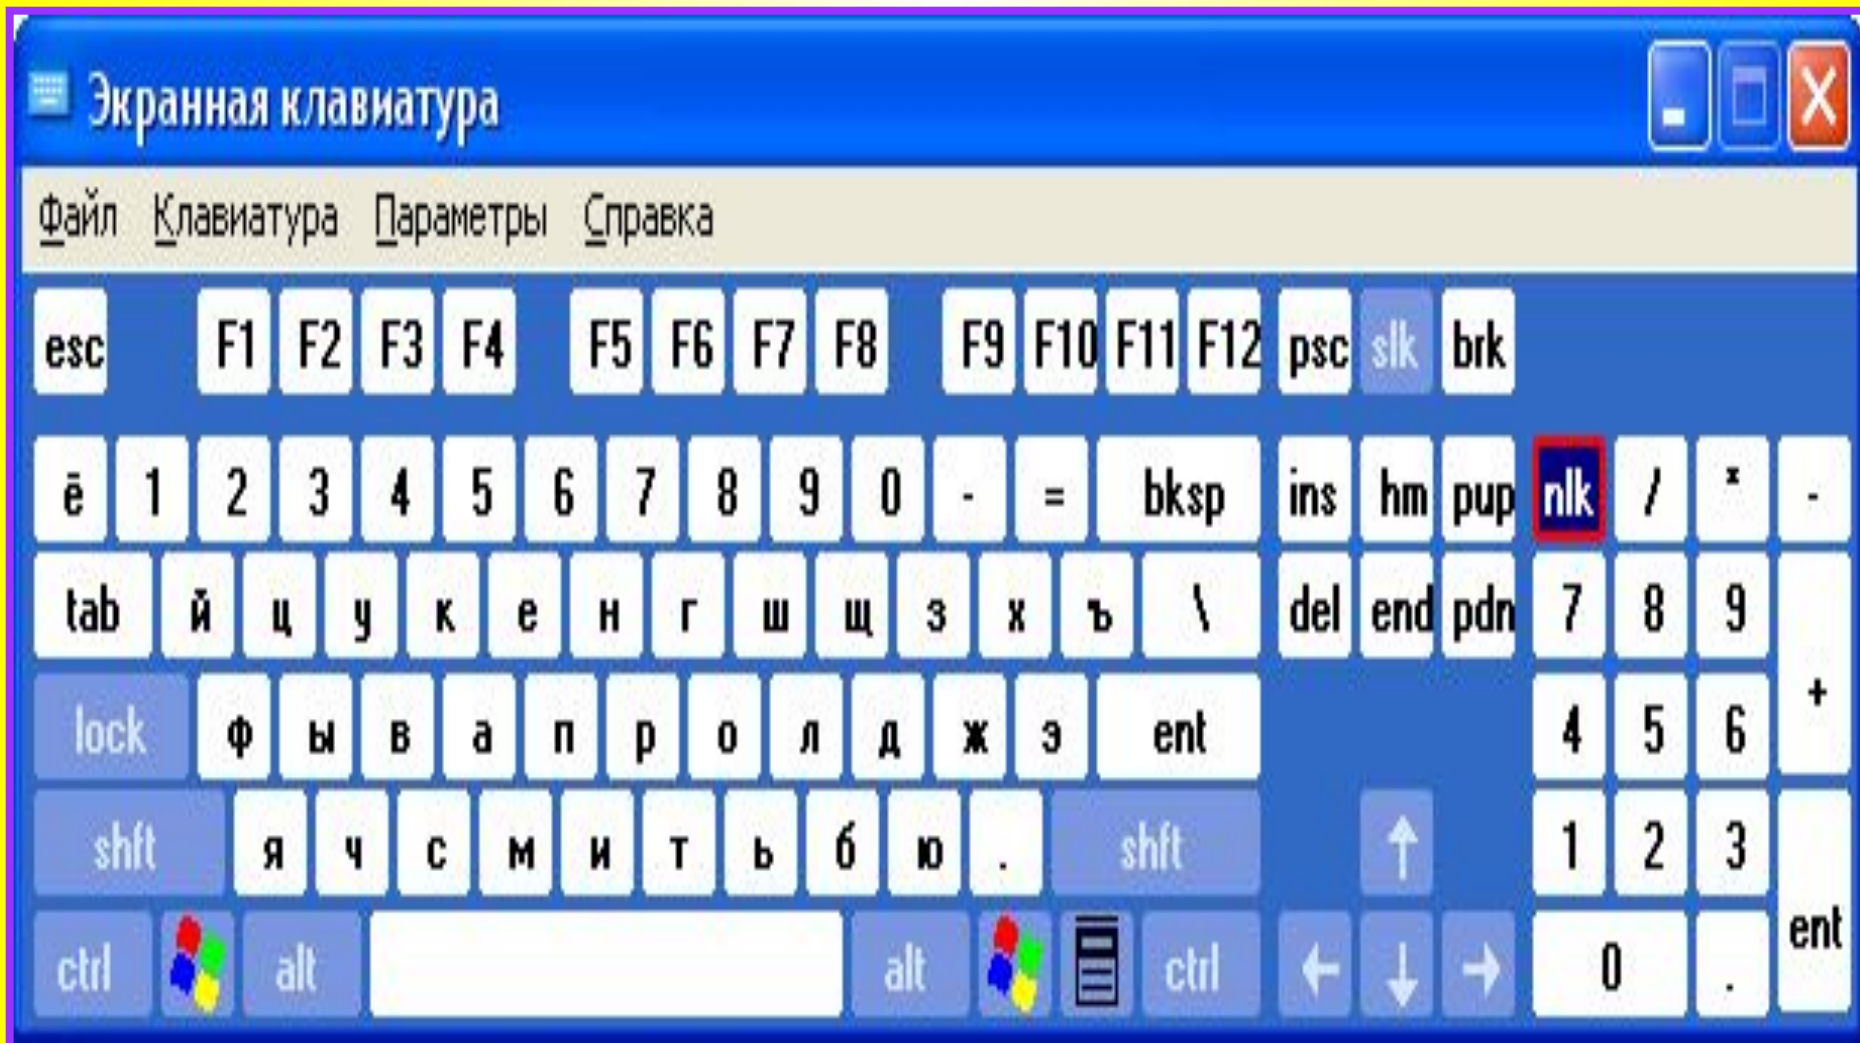 Экранная клавиатура
Файл Клавиатура Параметры Справка
esc F1 F2 F3 F4 F5 F6 F7 F8 F9 F10 F11 F12 psc slk brk
ё 1 2 3 4 5 6 7 8 9 0 - = bksp ins hm pup nlk / * -
tab й ц у к е н г ш щ з х ъ \ del end pdn 7 8 9
lock ф ы в а п р о л д ж э ent 4 5 6 +
shft я ч с м и т ь б ю . shft ↑ 1 2 3
ctrl alt alt ctrl ← ↓ → 0 . ent